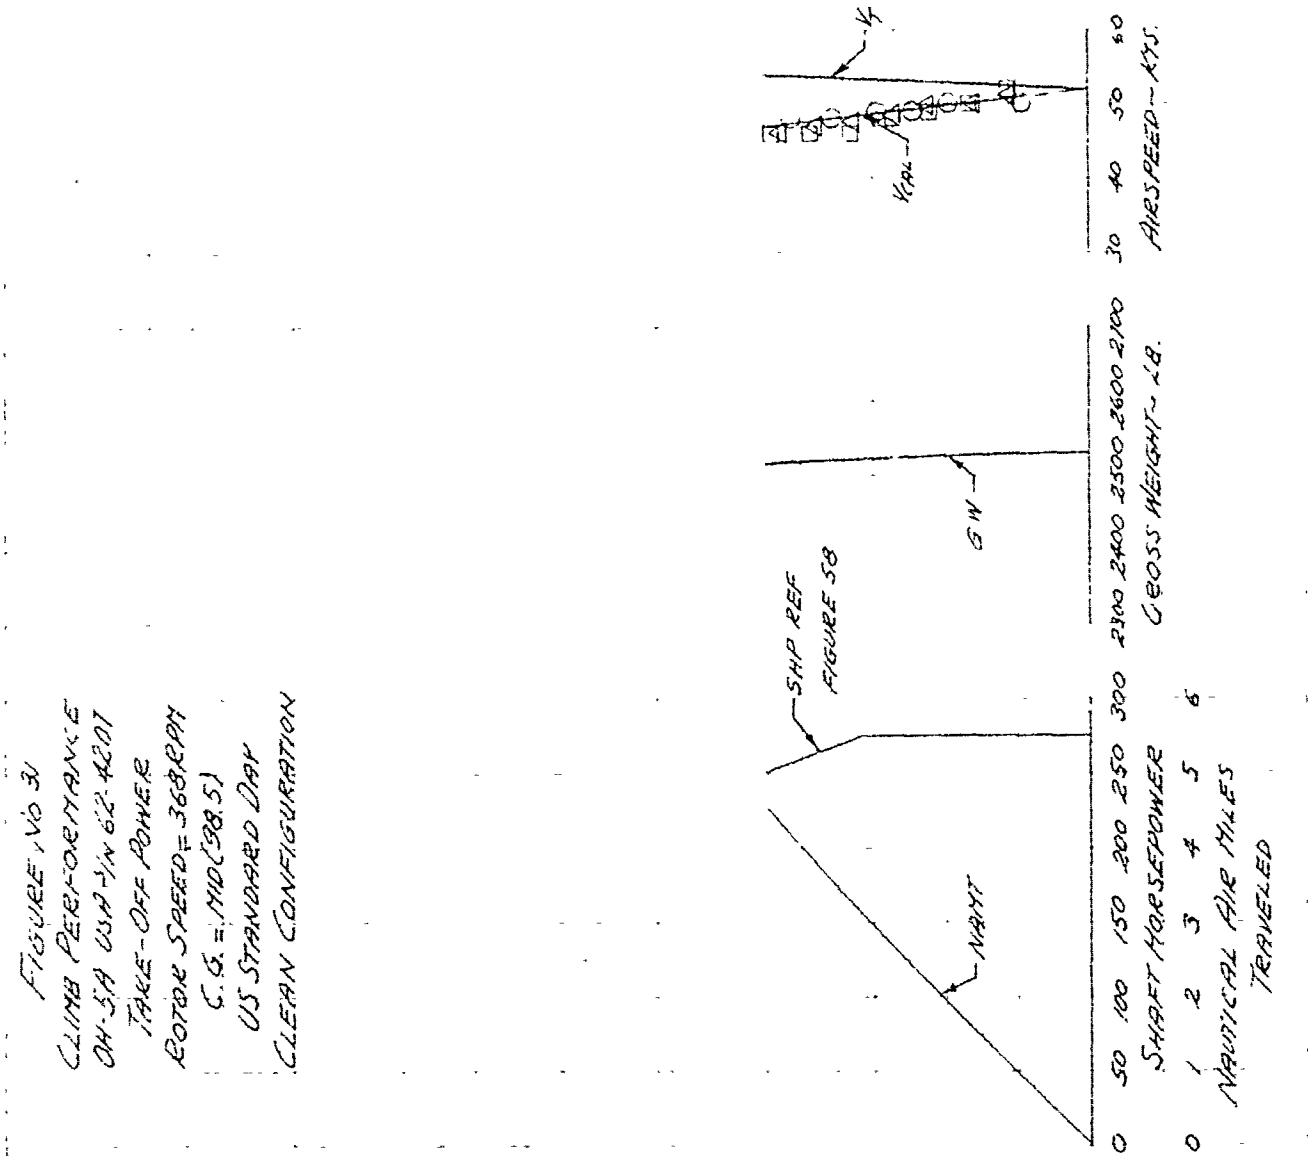 FIGURE NO 31
CLIMB PERFORMANCE
OH-5A USA S/N 62-4207
TAKE-OFF POWER
ROTOR SPEED = 368 RPM
C.G. = MID (98.5)
US STANDARD DAY
CLEAN CONFIGURATION
SHP REF
FIGURE 58
NAMT
GW
VCAL
VT
0 50 100 150 200 250 300
SHAFT HORSEPOWER
0 1 2 3 4 5 6
NAUTICAL AIR MILES
TRAVELED
2300 2400 2500 2600 2100
GROSS WEIGHT ~ LB.
30 40 50 60
AIRSPEED ~ KTS.